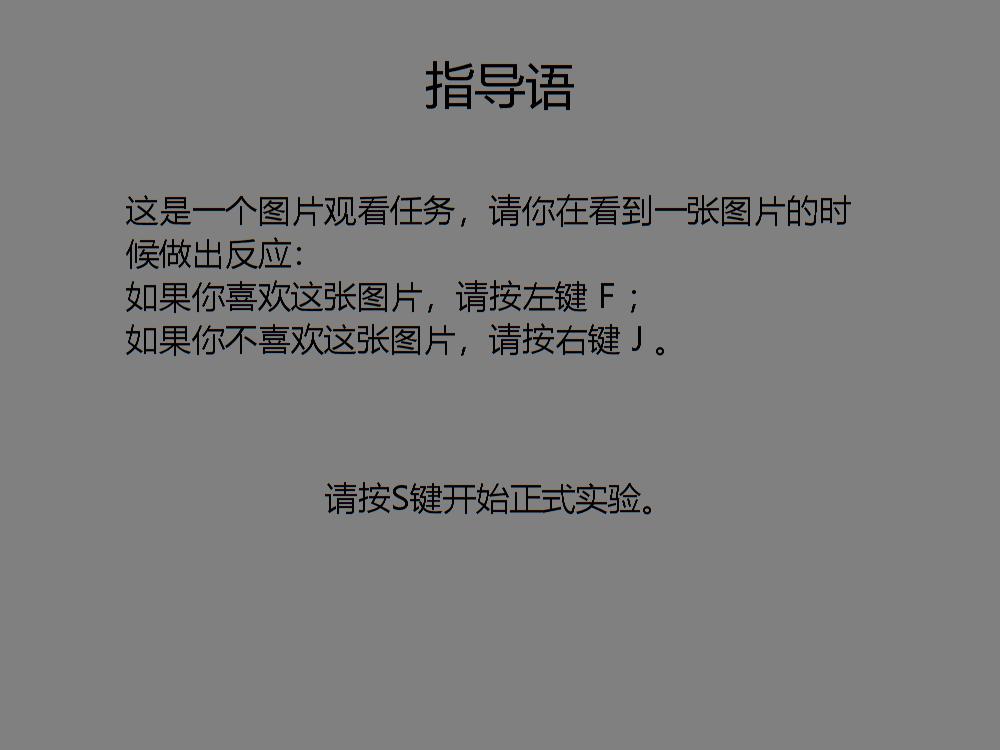 指导语
这是一个图片观看任务，请你在看到一张图片的时
候做出反应：
如果你喜欢这张图片，请按左键 F ；
如果你不喜欢这张图片，请按右键 J 。
请按S键开始正式实验。